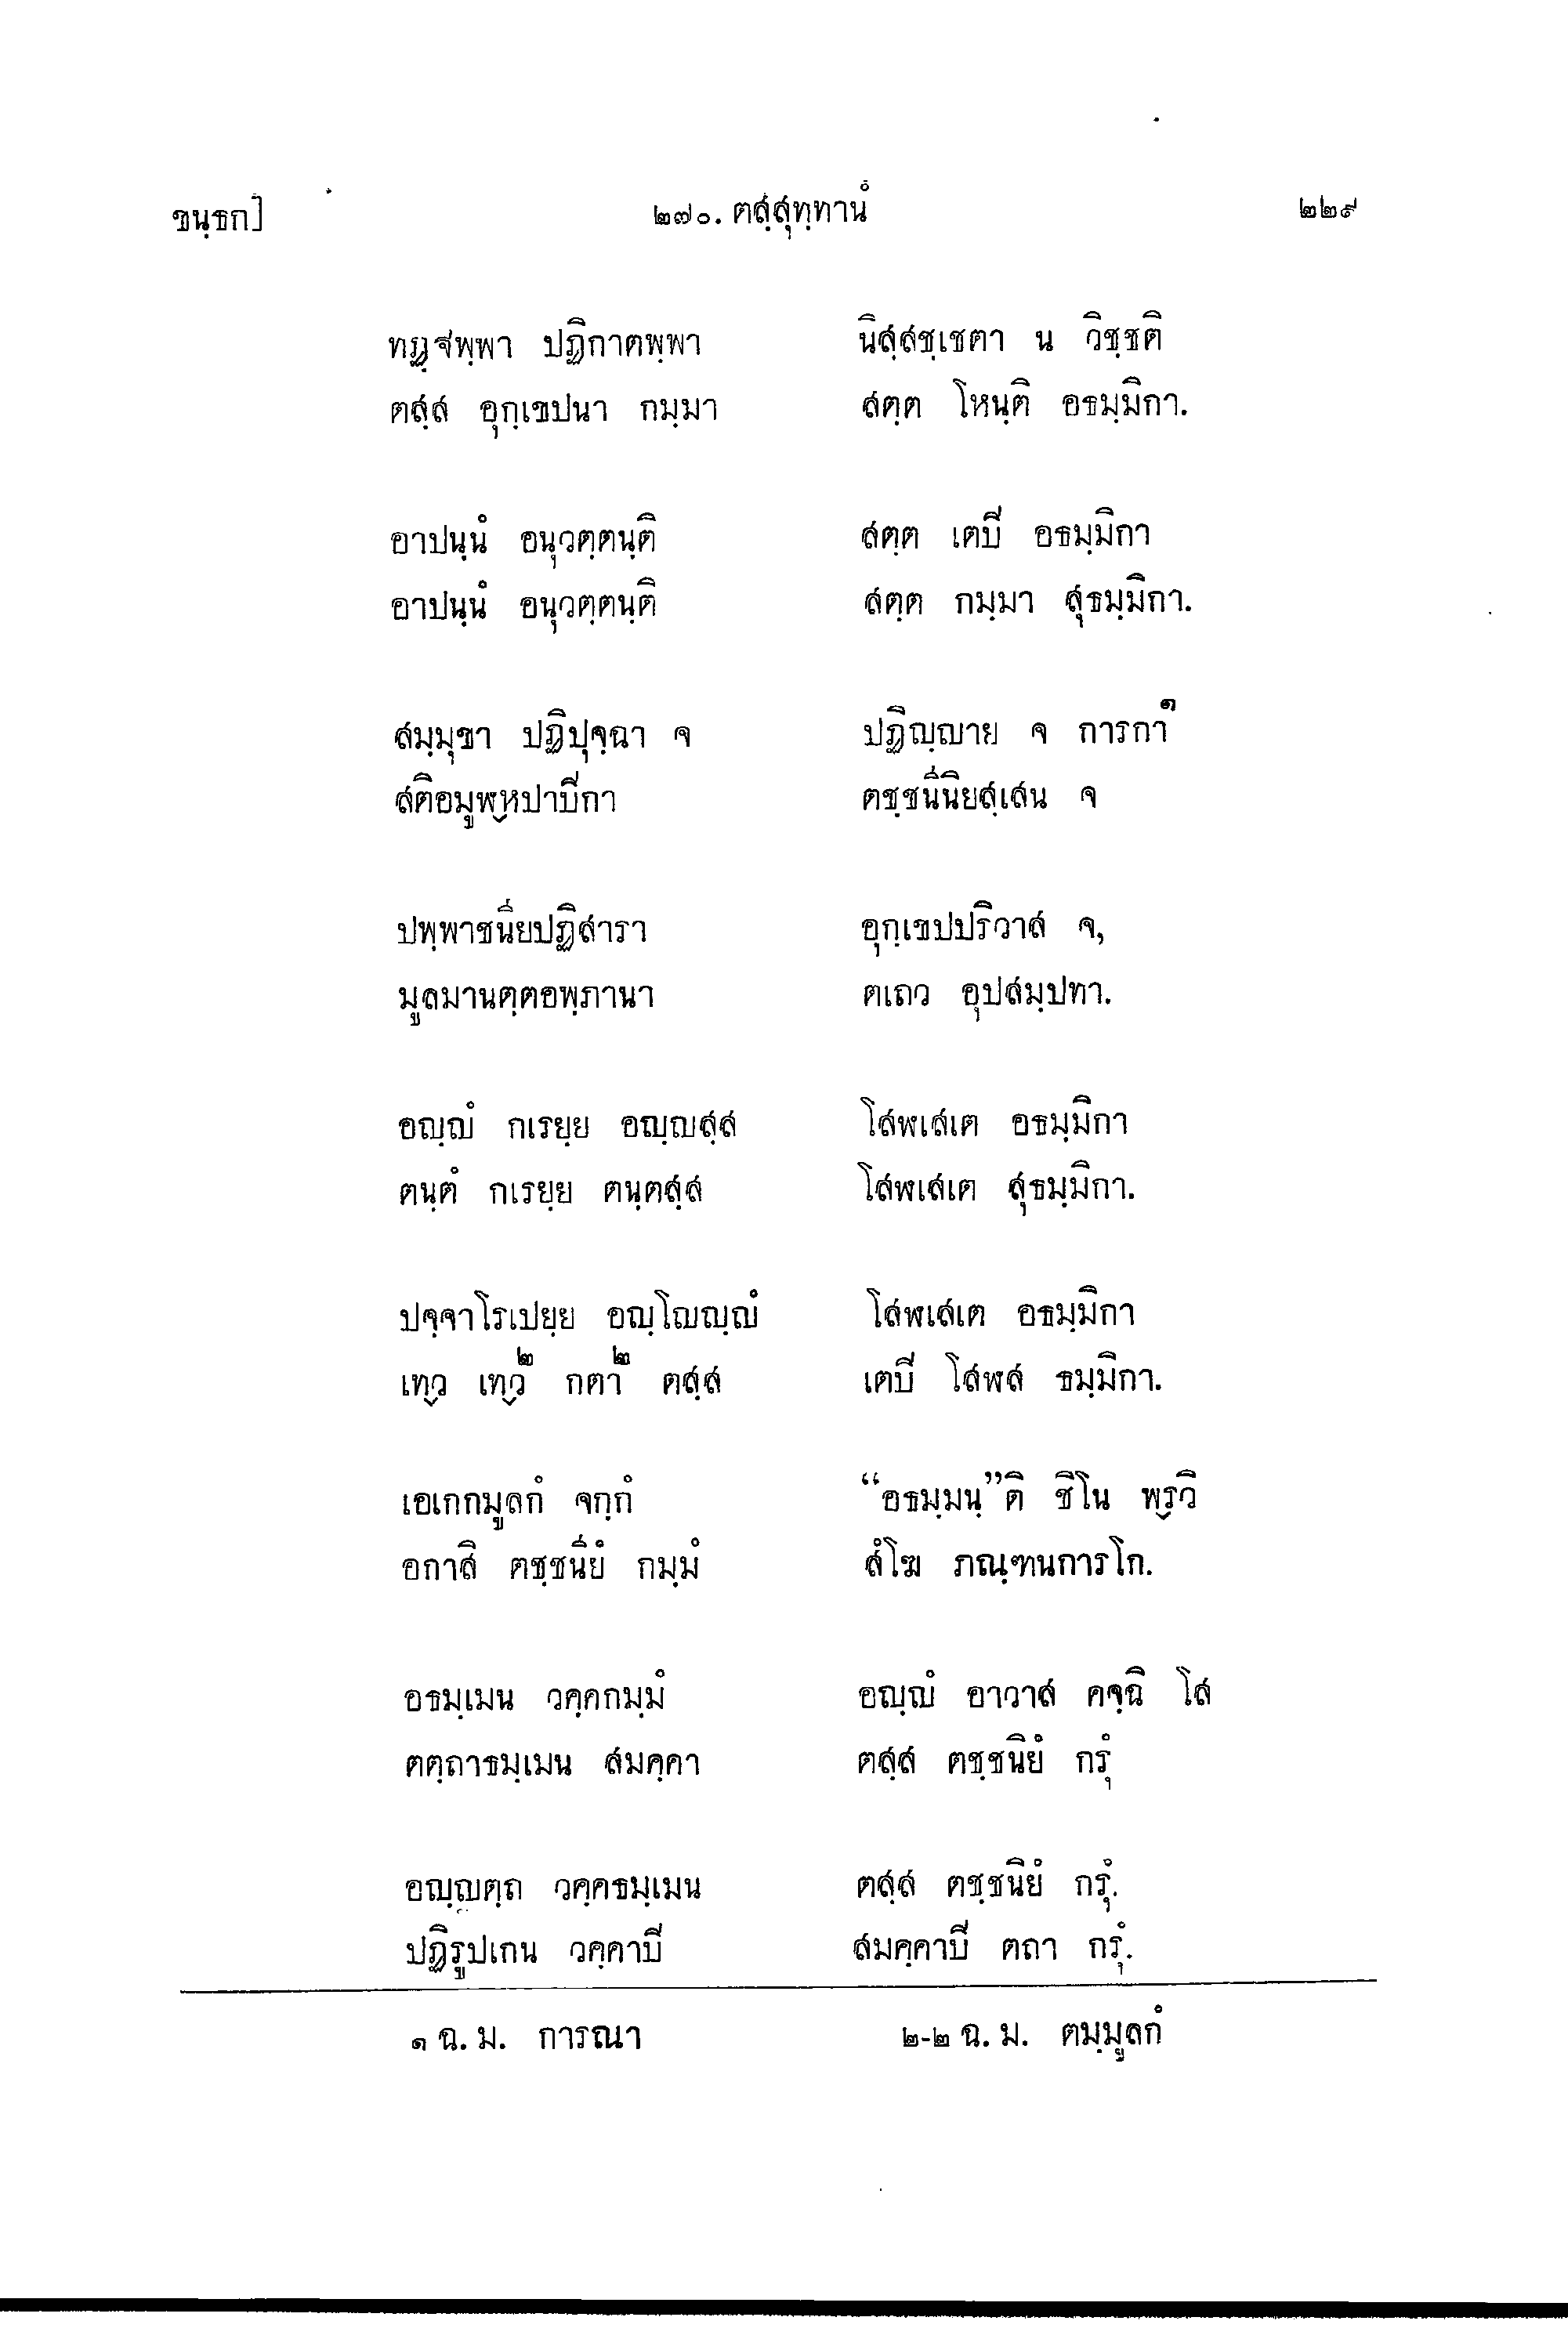 ขนฺธก]	๒๗๐. ตสฺสุทฺทานํ	๒๒๙
ทฏฺฐพฺพา ปฏิกาตพฺพา	นิสฺสชฺเชตา น วิชฺชติ
ตสฺส อุกฺเขปนา กมฺมา	สตฺต โหนฺติ อธมฺมิกา.
อาปนฺนํ อนุวตฺตนฺติ	สตฺต เตปิ อธมฺมิกา
อาปนฺนํ อนุวตฺตนฺติ	สตฺต กมฺมา สุธมฺมิกา.
สมฺมุขา ปฏิปุจฺฉา จ	ปฏิญฺญาย จ การกา๑
สติอมูฬฺหปาปิกา	ตชฺชนีนิยสฺเสน จ
ปพฺพาชนียปฏิสารา	อุกฺเขปปริวาส จ,
มูลมานตฺตอพฺภานา	ตเถว อุปสมฺปทา.
อญฺญํ กเรยฺย อญฺญสฺส	โสฬเสเต อธมฺมิกา
ตนฺตํ กเรยฺย ตนฺตสฺส	โสฬเสเต สุธมฺมิกา.
ปจฺจาโรเปยฺย อญฺโญญฺญํ	โสฬเสเต อธมฺมิกา
เทฺว เทฺว๒ กตา๒ ตสฺส	เตปิ โสฬส ธมฺมิกา.
เอเกกมูลกํ จกฺกํ	“อธมฺมนฺ”ติ ชิโน พฺรวิ
อกาสิ ตชฺชนียํ กมฺมํ	สํโฆ ภณฺฑนการโก.
อธมฺเมน วคฺคกมฺมํ	อญฺญํ อาวาส คจฺฉิ โส
ตตฺถาธมฺเมน สมคฺคา	ตสฺส ตชฺชนิยํ กรุํ
อญฺญตฺถ วคฺคธมฺเมน	ตสฺส ตชฺชนิยํ กรุํ.
ปฏิรูปเกน วคฺคาปิ	สมคฺคาปิ ตถา กรุํ.
๑ ฉ. ม. การณา	๒-๒ ฉ. ม. ตมฺมูลกํ